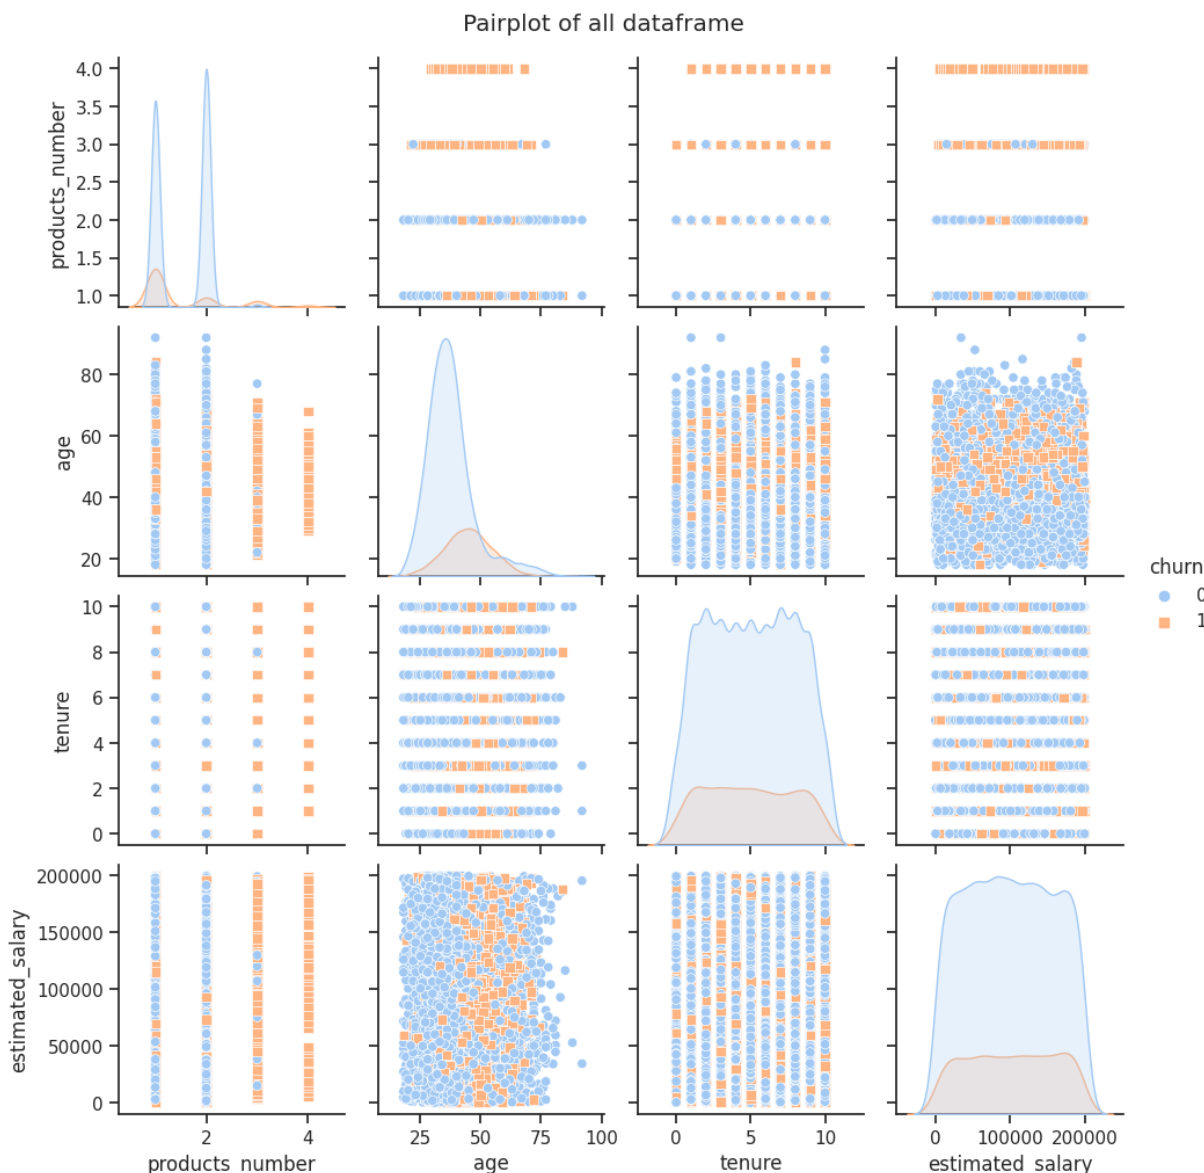 Pairplot of all dataframe
products_number
4.0
3.5
3.0
2.5
2.0
1.5
1.0
age
80
60
40
20
churn
0
1
tenure
10
8
6
4
2
0
estimated_salary
200000
150000
100000
50000
0
2 4
25 50 75 100
0 5 10
0 100000 200000
products_number
age
tenure
estimated_salary